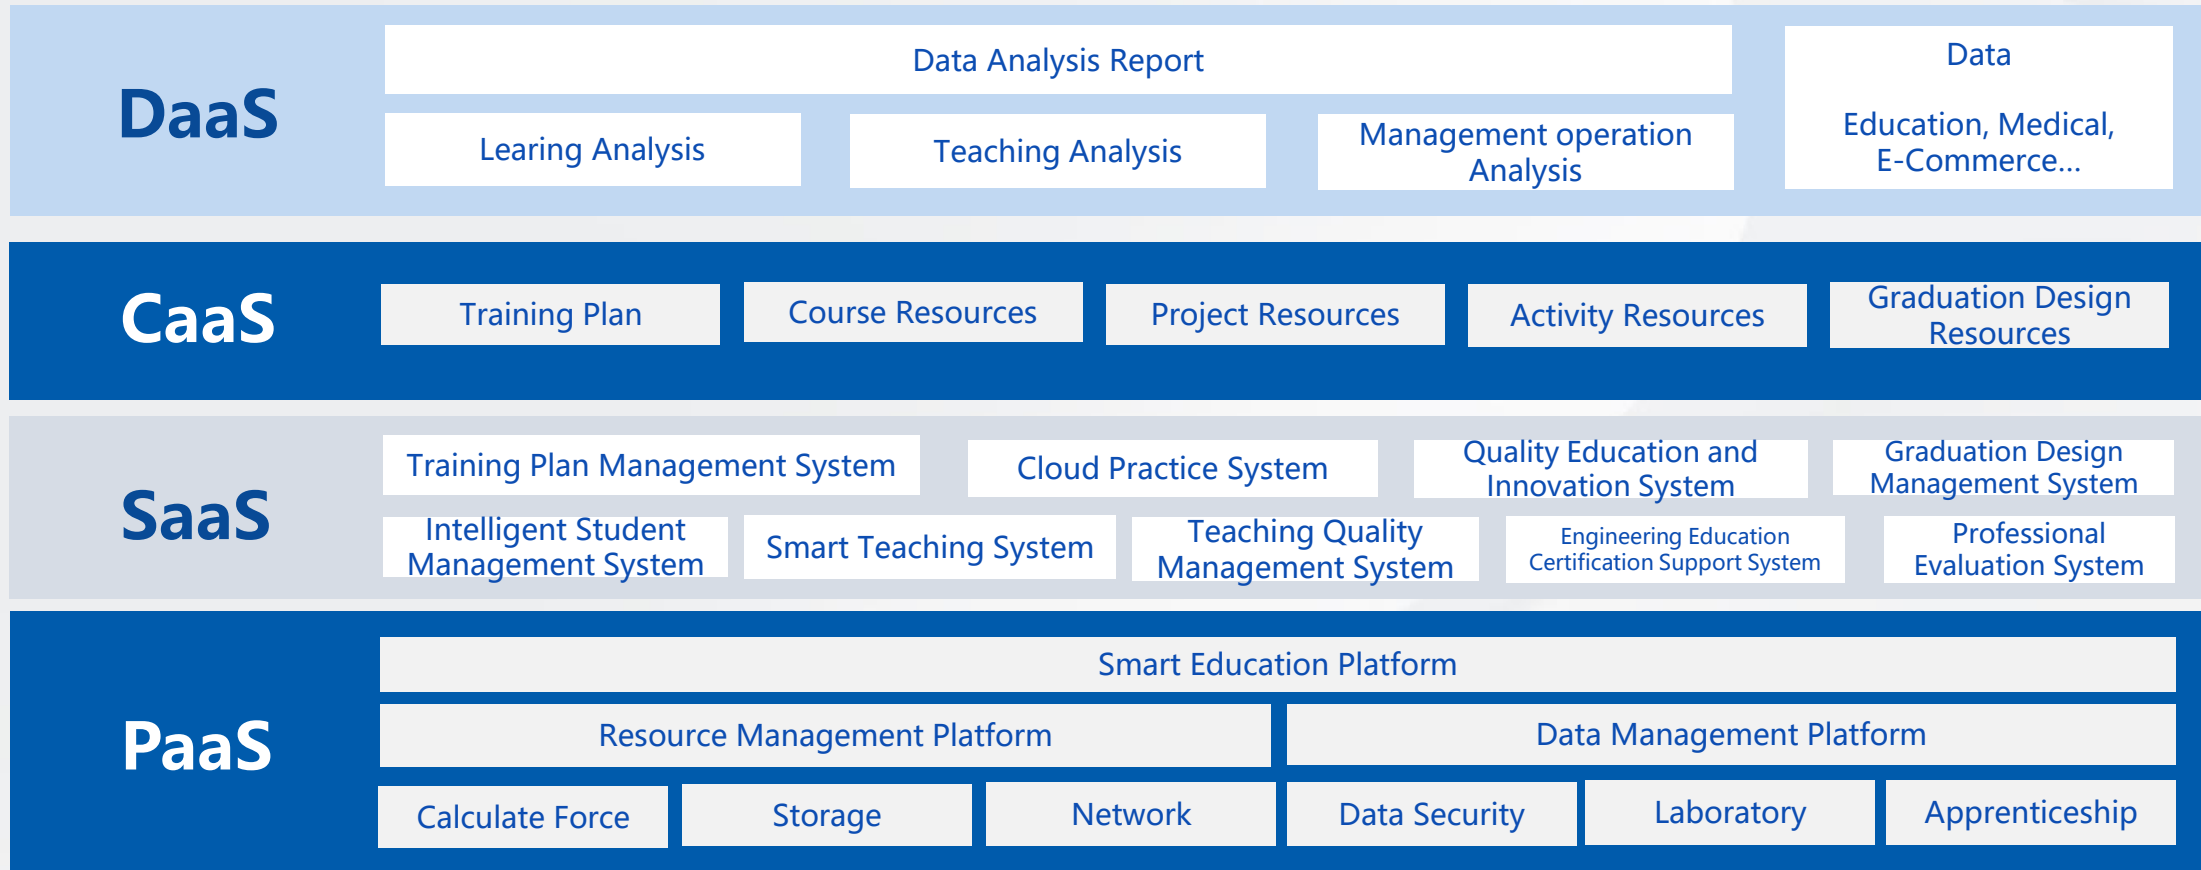 DaaS
Data Analysis Report
Learing Analysis
Teaching Analysis
Management operation
Analysis
Data
Education, Medical,
E-Commerce...
CaaS
Training Plan
Course Resources
Project Resources
Activity Resources
Graduation Design
Resources
SaaS
Training Plan Management System
Cloud Practice System
Quality Education and
Innovation System
Graduation Design
Management System
Intelligent Student
Management System
Smart Teaching System
Teaching Quality
Management System
Engineering Education
Certification Support System
Professional
Evaluation System
PaaS
Smart Education Platform
Resource Management Platform
Data Management Platform
Calculate Force
Storage
Network
Data Security
Laboratory
Apprenticeship